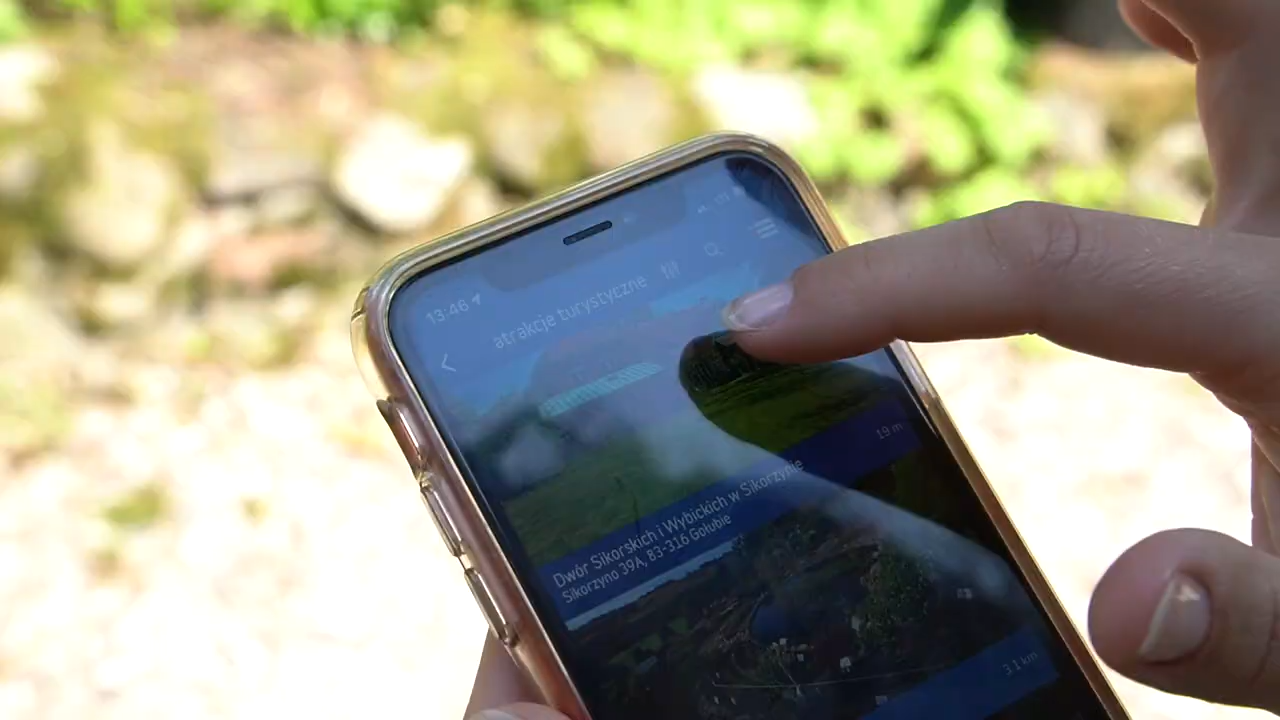 13:46
atrakcje turystyczne
19 m
Dwór Sikorskich i Wybickich w Sikorzynie
Sikorzyno 39A, 83-316 Gołubie
3.1 km